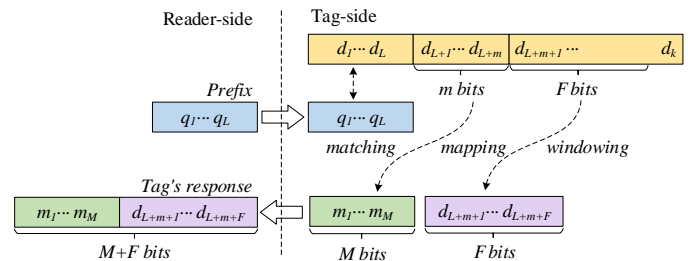 Reader-side Tag-side
d1··· dL dL+1··· dL+m dL+m+1··· dk
Prefix m bits F bits
q1··· qL q1··· qL
matching mapping windowing
Tag's response
m1··· mM dL+m+1··· dL+m+F m1··· mM dL+m+1··· dL+m+F
M+F bits M bits F bits